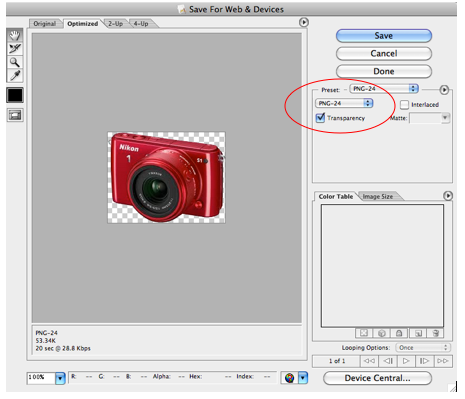 Save For Web & Devices
Original Optimized 2-Up 4-Up
Save
Cancel
Done
Preset: PNG-24
PNG-24 Interlaced
Transparency Matte:
Nikon
1 S1
Color Table Image Size
PNG-24
53.34K
20 sec @ 28.8 Kbps
Looping Options: Once
1 of 1
100% R: -- G: -- B: -- Alpha: -- Hex: -- Index: --
Device Central...